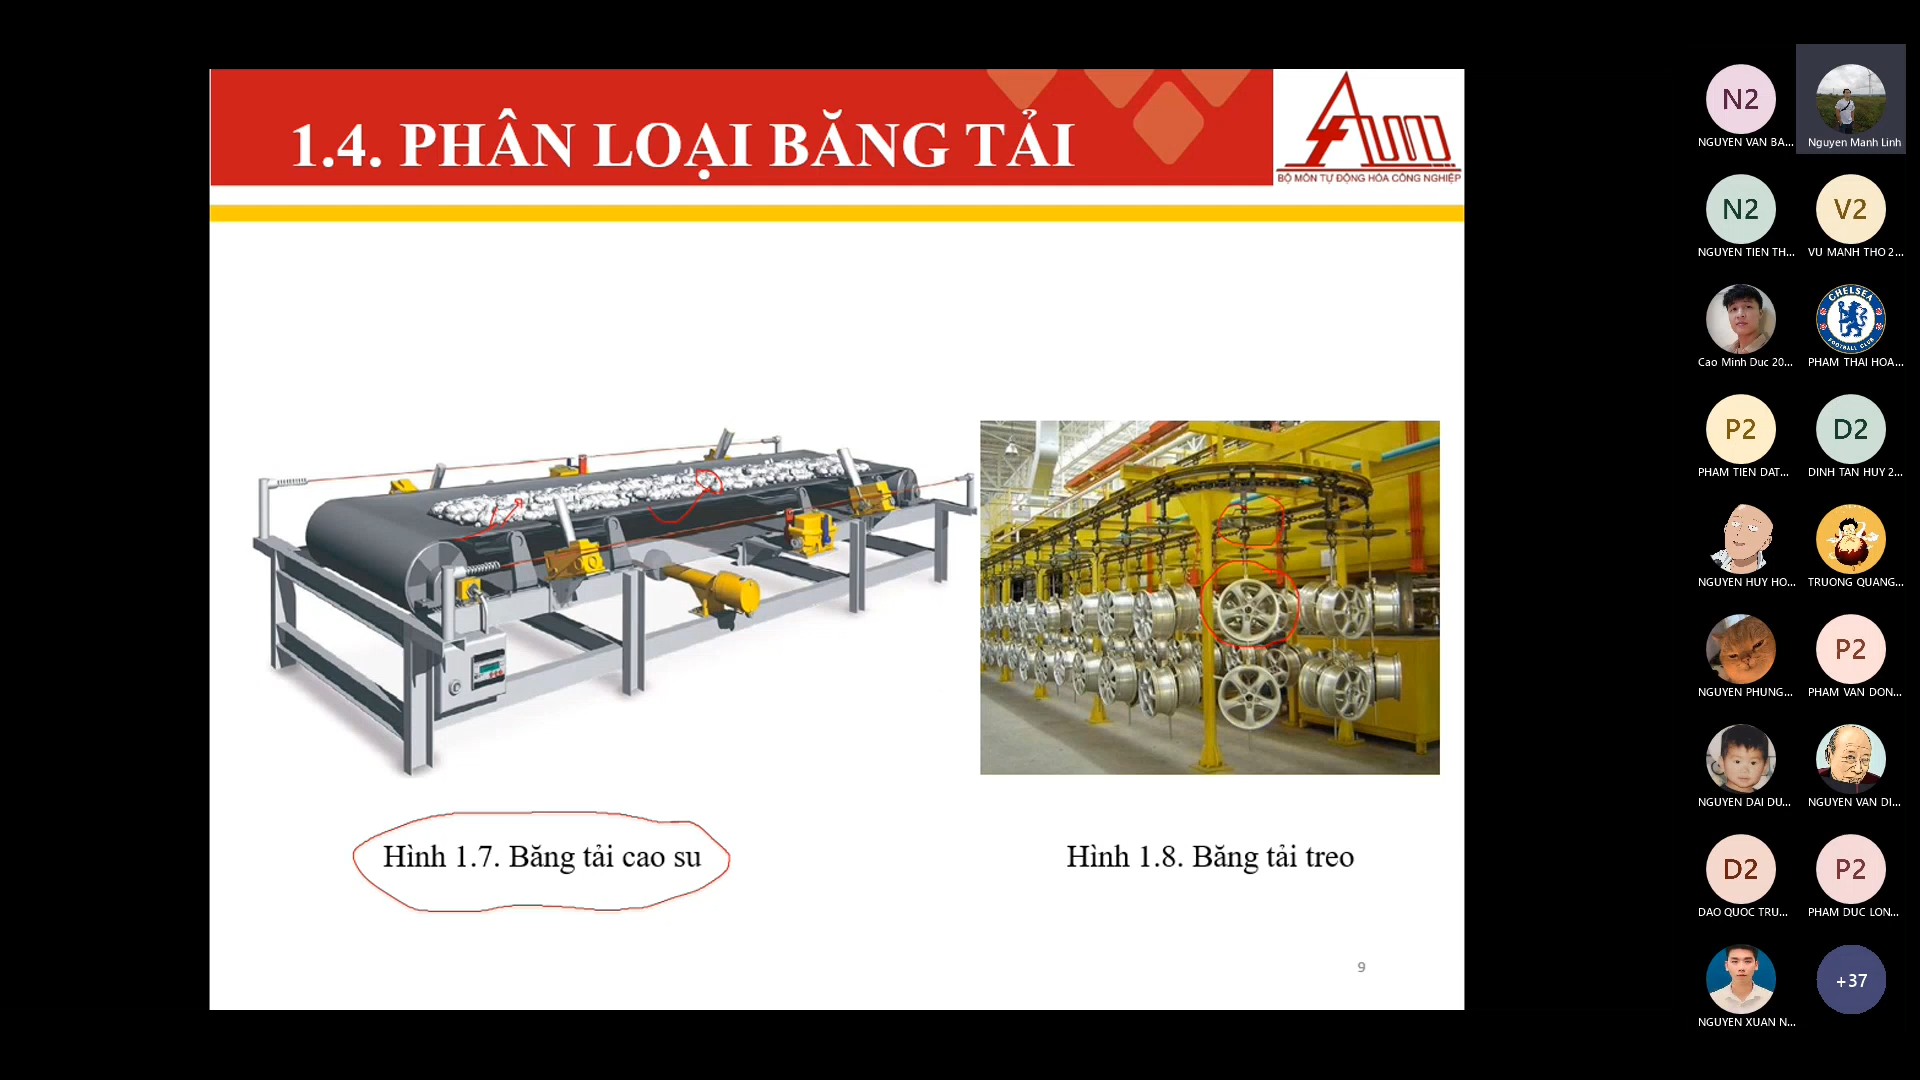 1.4. PHÂN LOẠI BĂNG TẢI
BỘ MÔN TỰ ĐỘNG HÓA CÔNG NGHIỆP
Hình 1.7. Băng tải cao su
Hình 1.8. Băng tải treo
9
N2
NGUYEN VAN BA...
Nguyen Manh Linh
N2
NGUYEN TIEN TH...
V2
VU MANH THO 2...
Cao Minh Duc 20...
CHELSEA
FOOTBALL CLUB
PHAM THAI HOA...
P2
PHAM TIEN DAT...
D2
DINH TAN HUY 2...
NGUYEN HUY HO...
TRUONG QUANG...
NGUYEN PHUNG...
P2
PHAM VAN DON...
NGUYEN DAI DU...
NGUYEN VAN DI...
D2
DAO QUOC TRU...
P2
PHAM DUC LON...
NGUYEN XUAN N...
+37